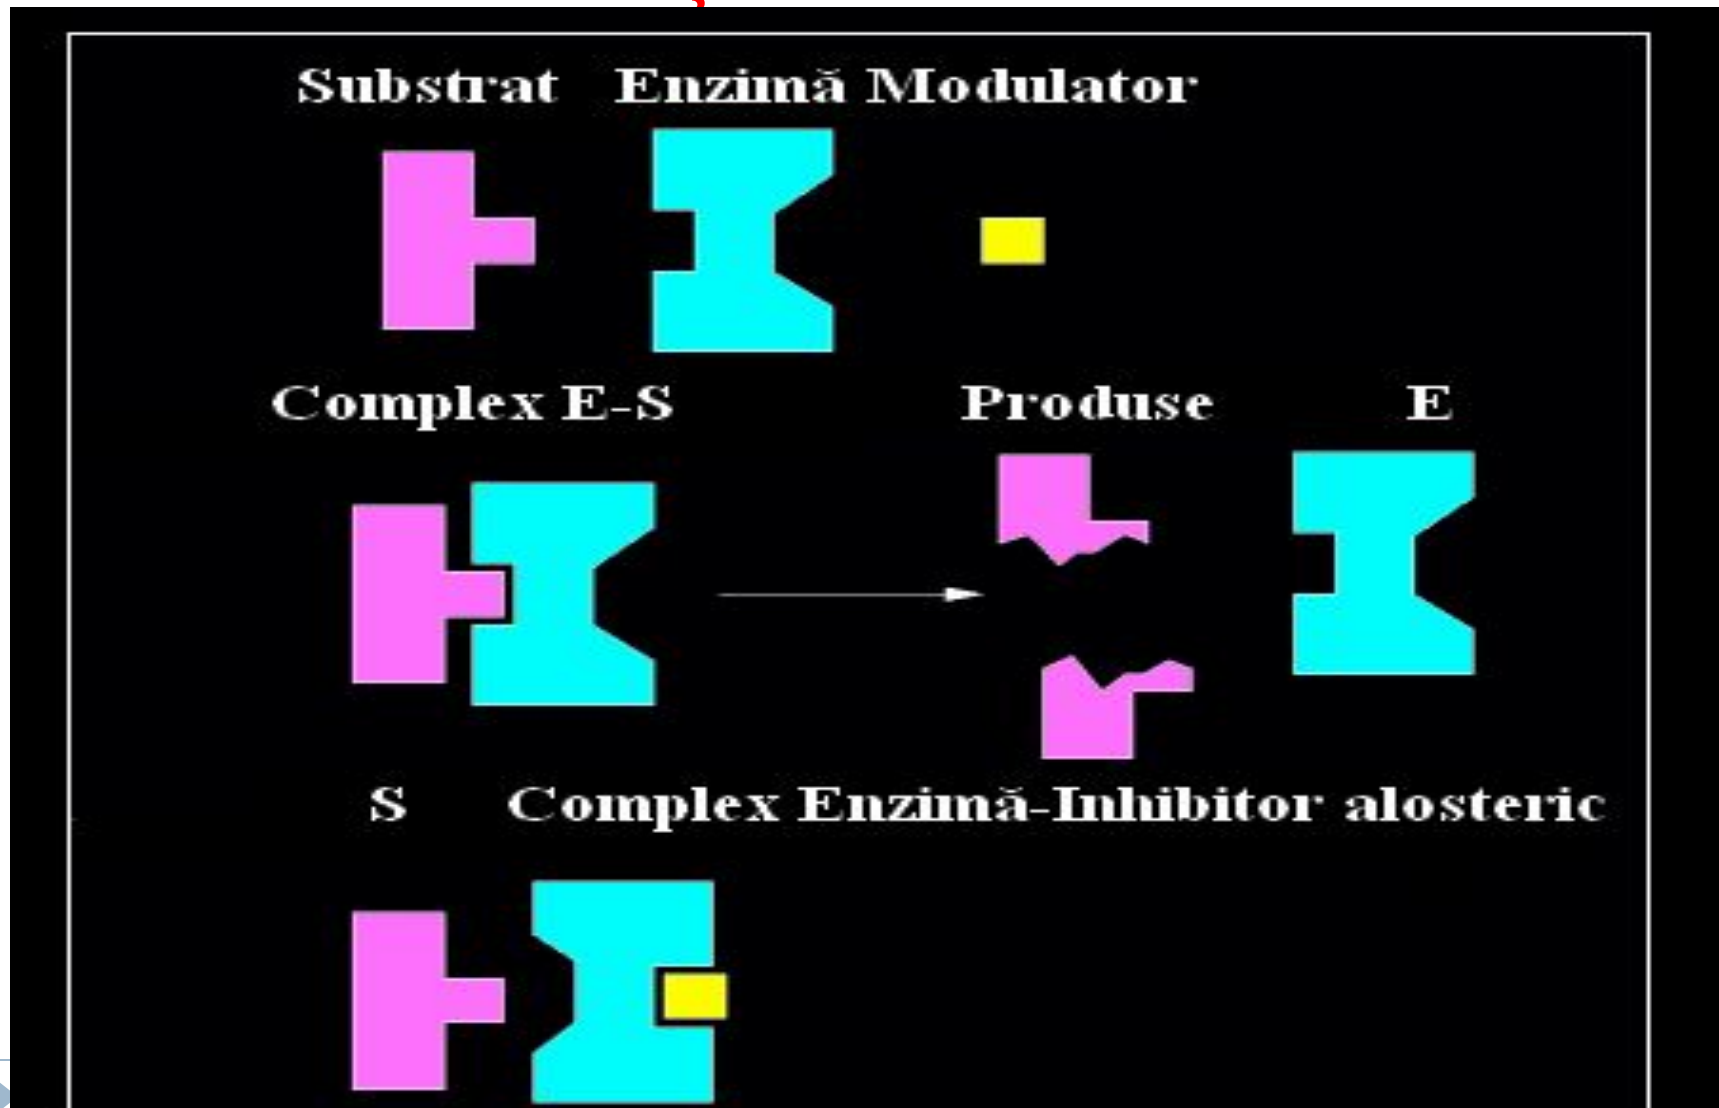 Substrat Enzimă Modulator
Complex E-S Produse E
S Complex Enzimă-Inhibitor alosteric